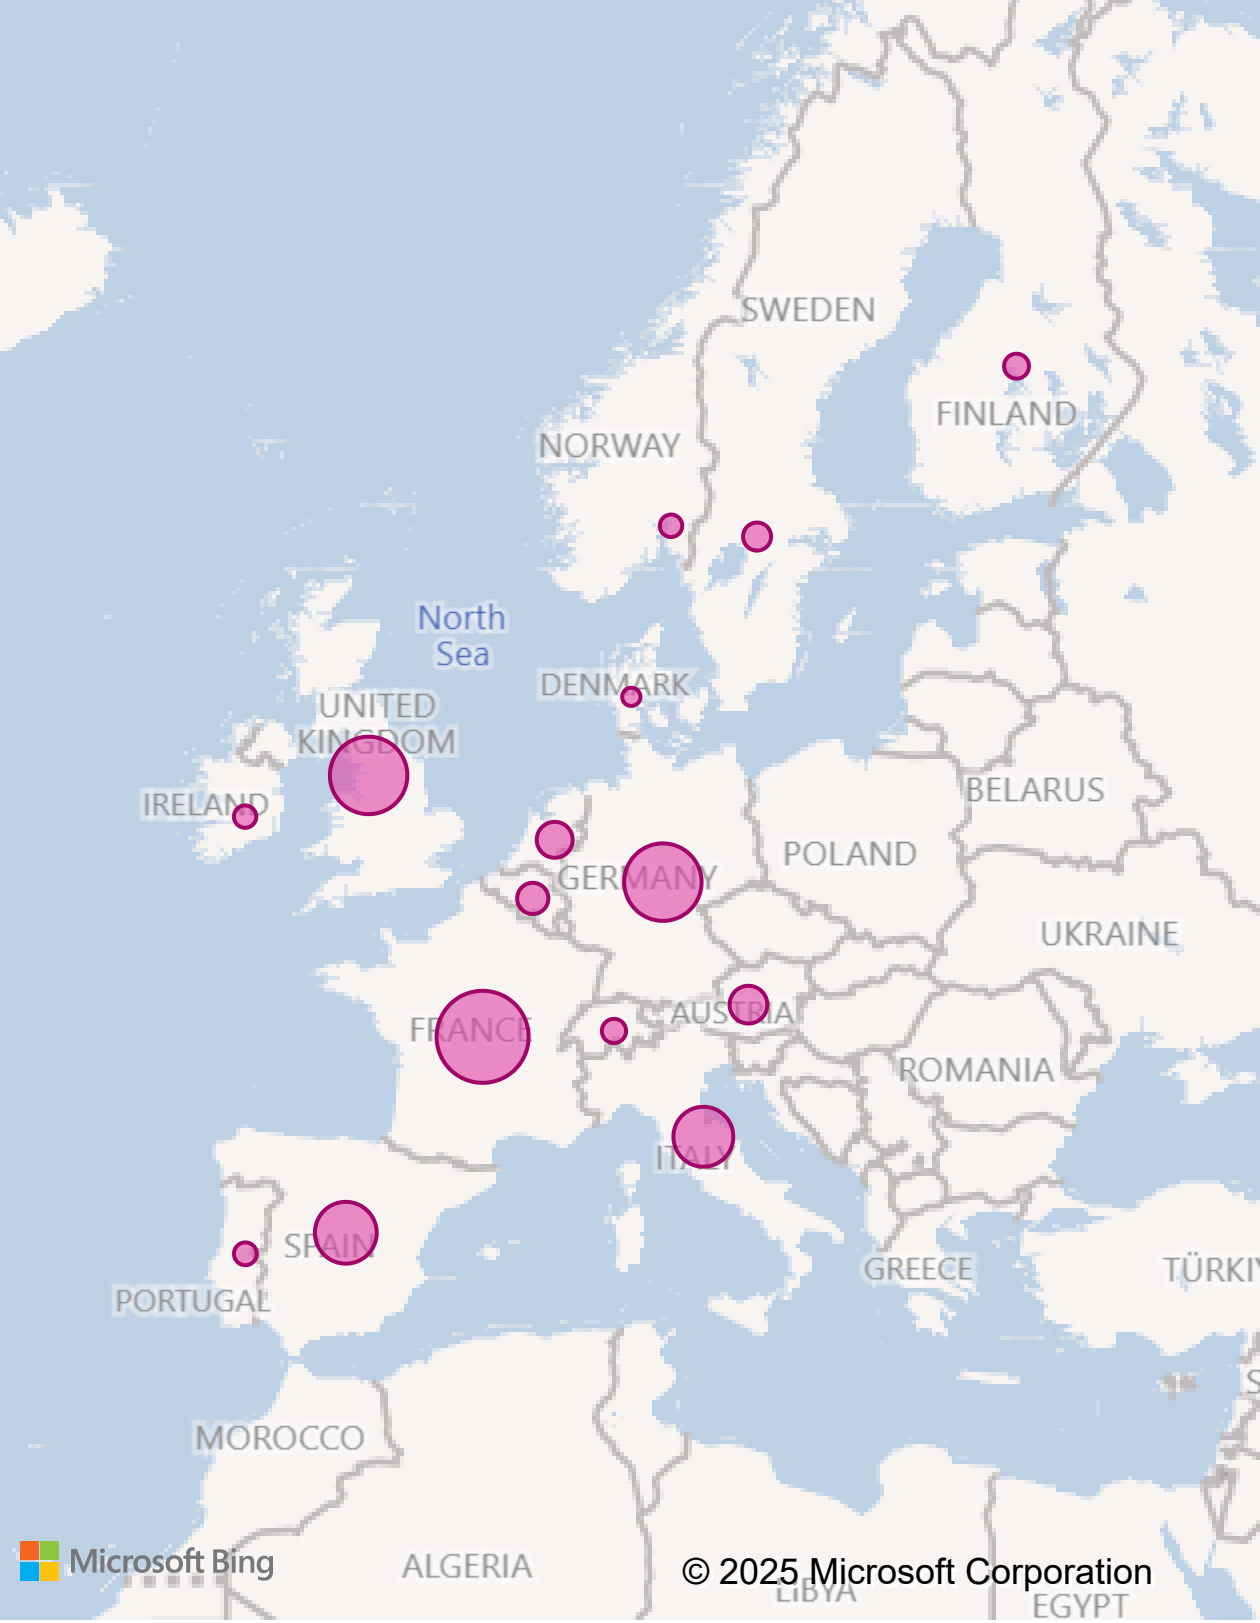 SWEDEN
FINLAND
NORWAY
North
Sea
DENMARK
UNITED
KINGDOM
IRELAND
BELARUS
POLAND
GERMANY
UKRAINE
AUSTRIA
FRANCE
ROMANIA
ITALY
SPAIN
GREECE
TÜRKIY
PORTUGAL
S
MOROCCO
Microsoft Bing
ALGERIA
© 2025 Microsoft Corporation
LIBYA
EGYPT